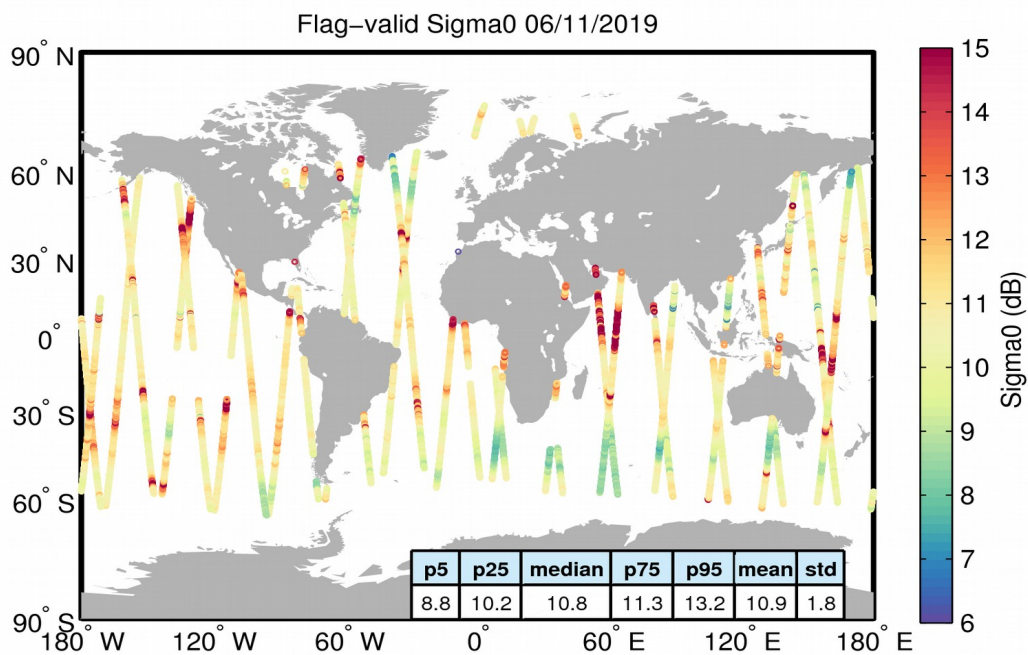 Flag−valid Sigma0 06/11/2019
90° N
60° N
30° N
0°
30° S
60° S
90° S
180° W 120° W 60° W 0° 60° E 120° E 180° E
p5 p25 median p75 p95 mean std
8.8 10.2 10.8 11.3 13.2 10.9 1.8
15
14
13
12
11
10
9
8
7
6
Sigma0 (dB)